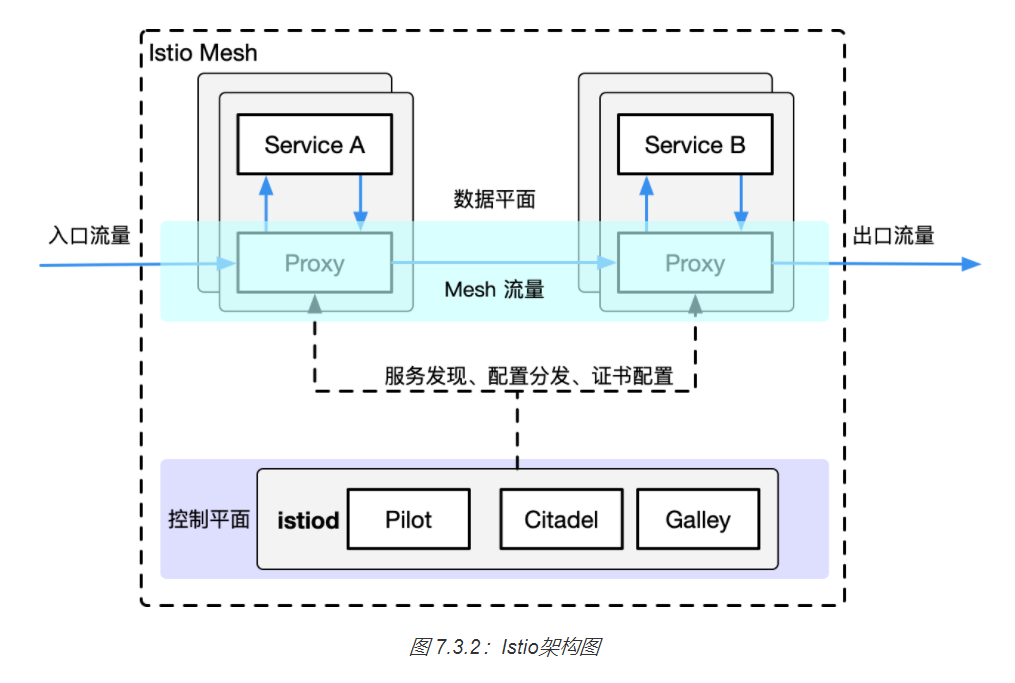 Istio Mesh
Service A
Service B
数据平面
入口流量
出口流量
Proxy
Proxy
Mesh 流量
服务发现、配置分发、证书配置
控制平面
istiod
Pilot
Citadel
Galley
图 7.3.2：Istio架构图